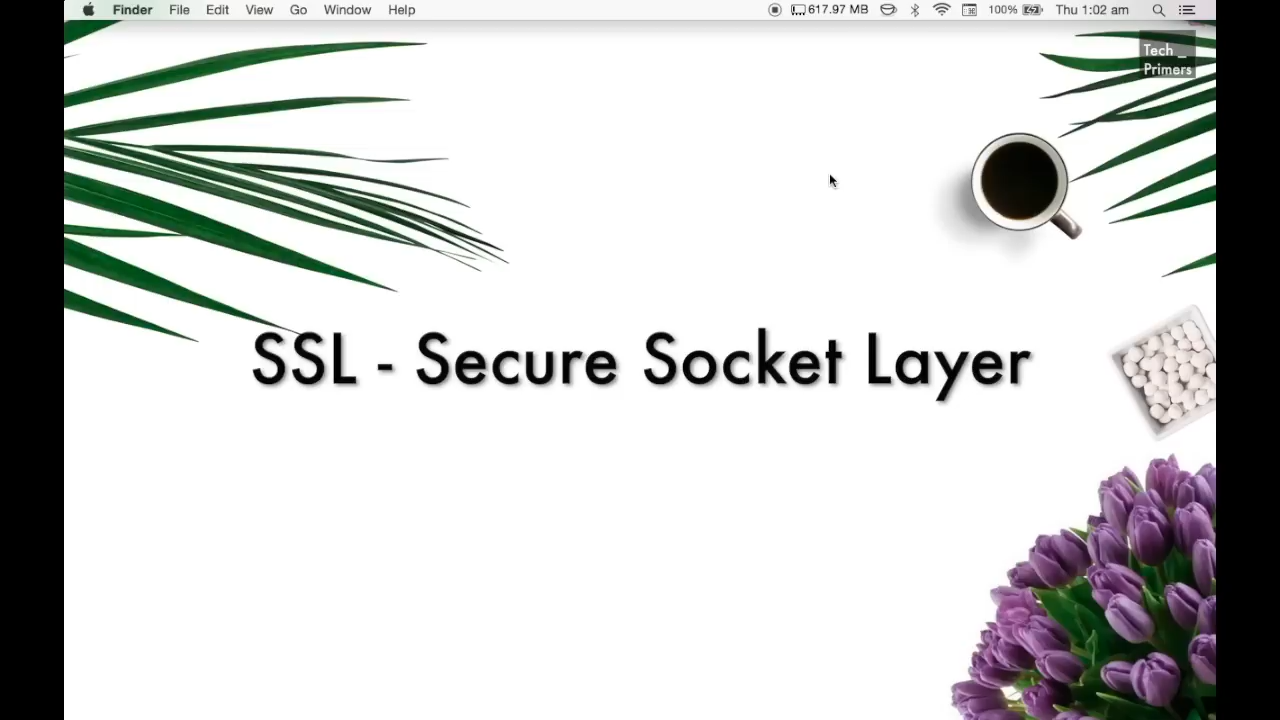 Finder File Edit View Go Window Help 617.97 MB 100% Thu 1:02 am
Tech _
Primers
SSL - Secure Socket Layer